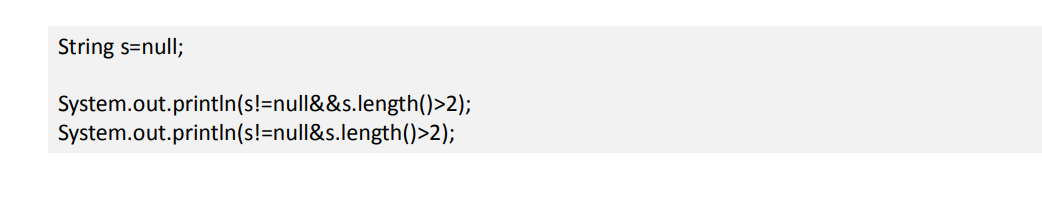 String s=null;
System.out.println(s!=null&&s.length()>2);
System.out.println(s!=null&s.length()>2);